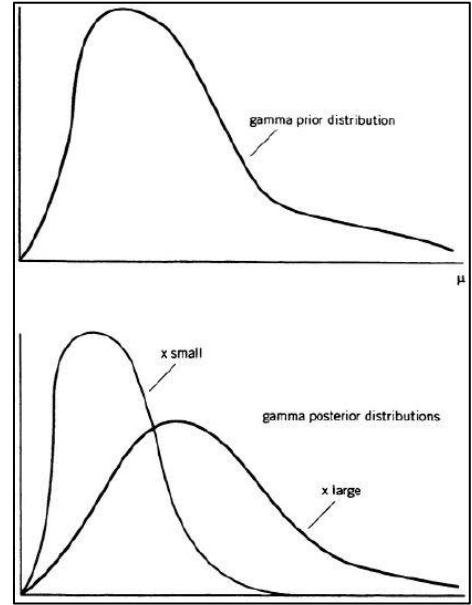 gamma prior distribution
μ
x small
gamma posterior distributions
x large